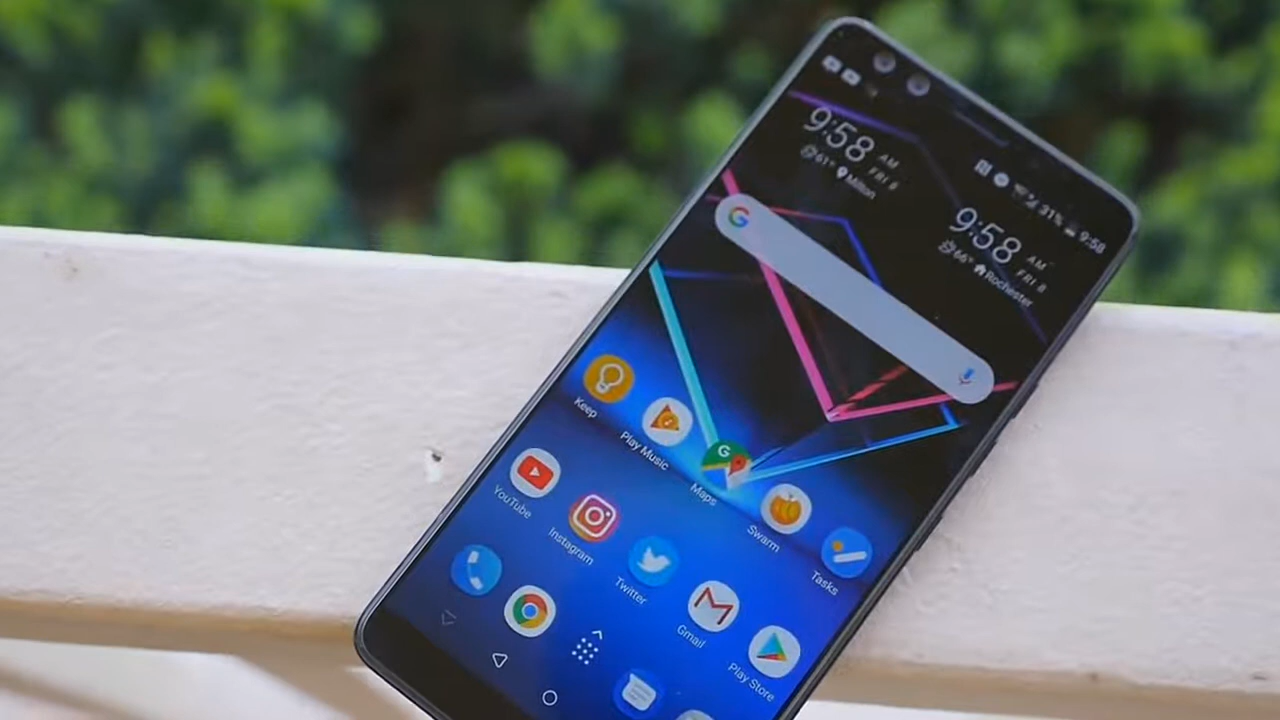 31% 9:58
9:58 AM
FRI 8
61° Milton
9:58 AM
FRI 8
66° Rochester
G
Keep
Play Music
G
Maps
Swarm
Tasks
YouTube
Instagram
Twitter
Gmail
Play Store